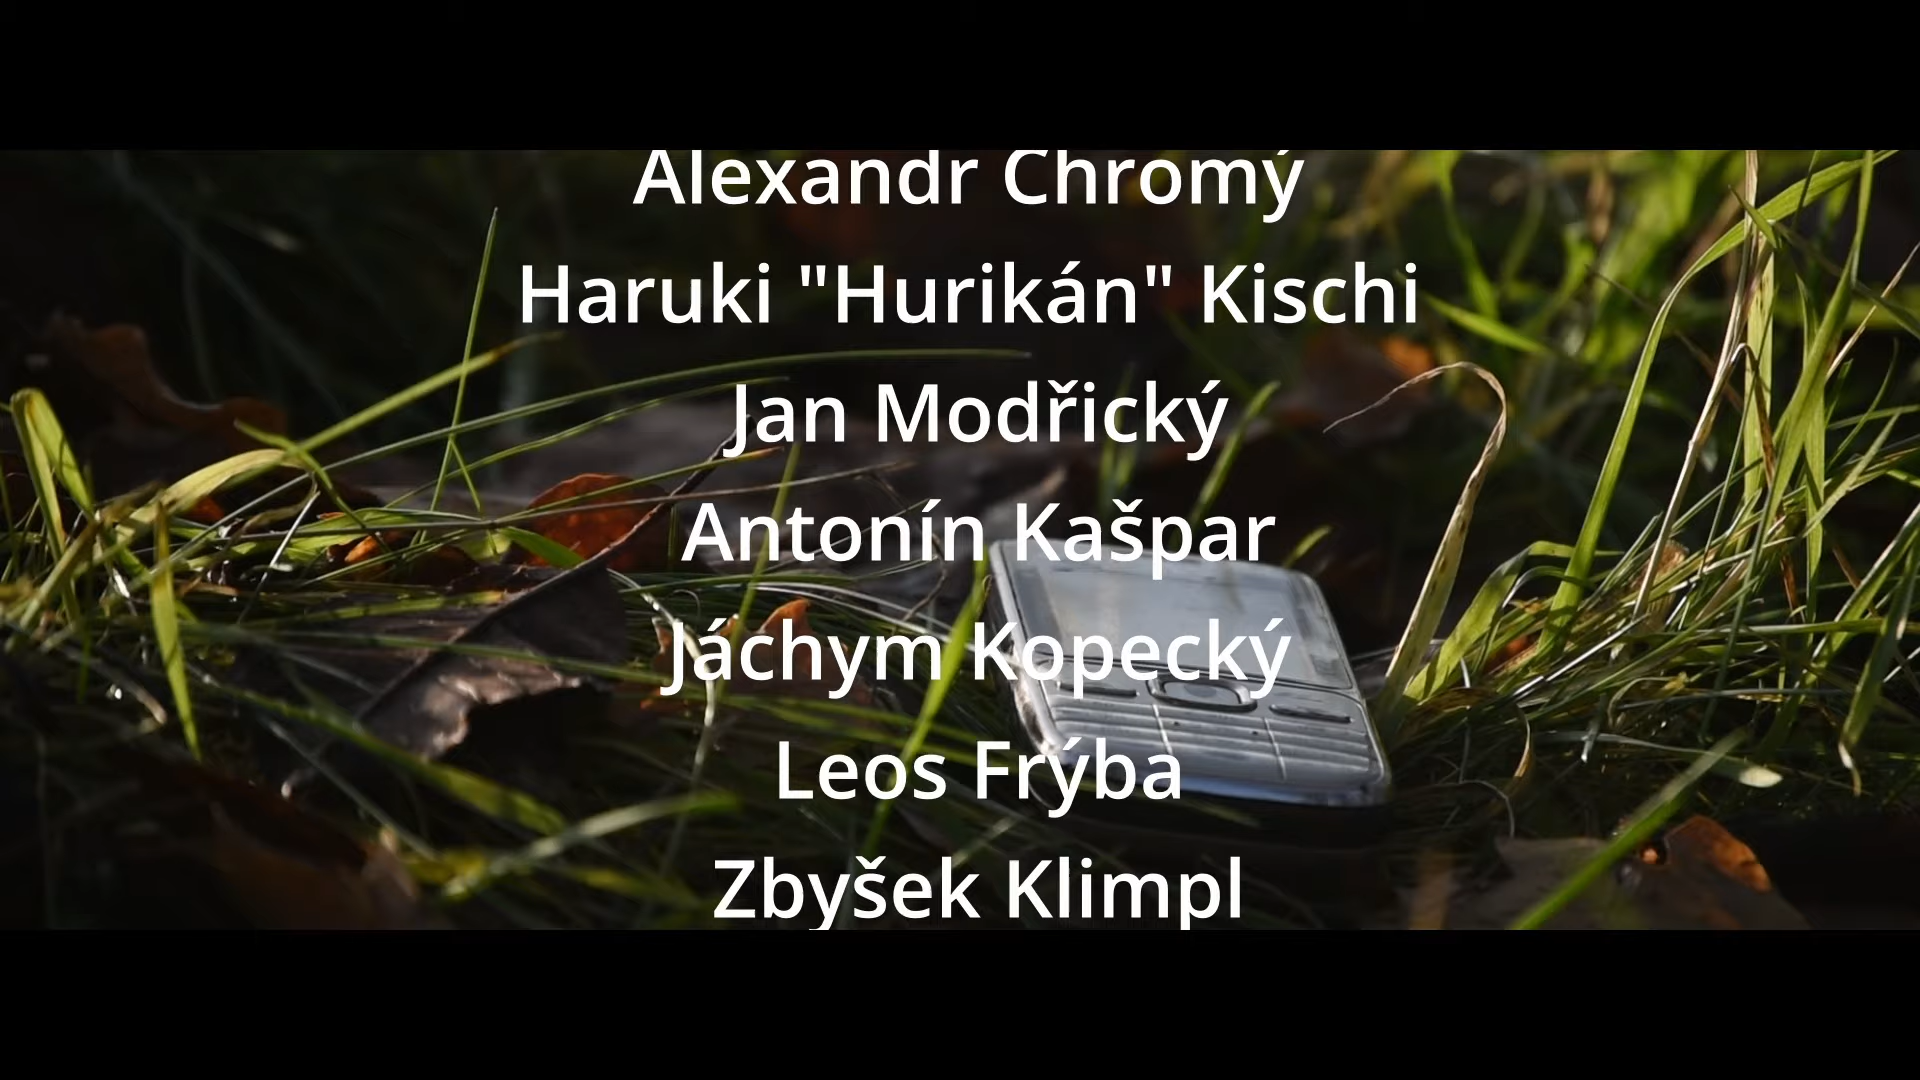 Alexandr Chromý
Haruki "Hurikán" Kischi
Jan Modřický
Antonín Kašpar
Jáchym Kopecký
Leos Frýba
Zbyšek Klimpl